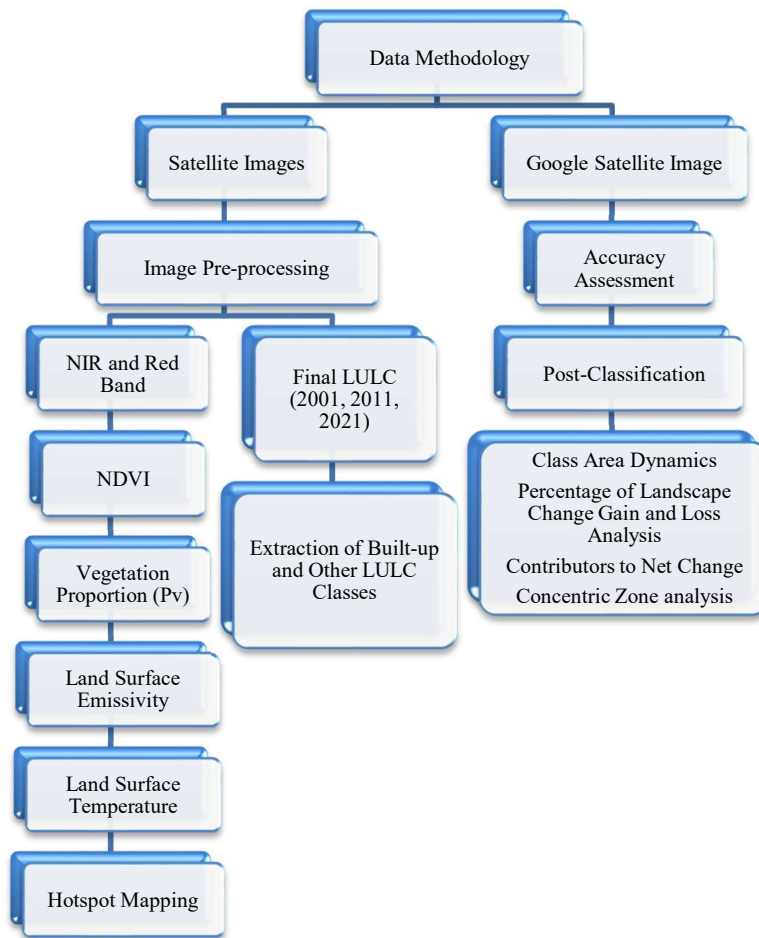 Data Methodology
Satellite Images
Google Satellite Image
Image Pre-processing
Accuracy
Assessment
NIR and Red
Band
Final LULC
(2001, 2011,
2021)
Post-Classification
NDVI
Extraction of Built-up
and Other LULC
Classes
Class Area Dynamics
Percentage of Landscape
Change Gain and Loss
Analysis
Contributors to Net Change
Concentric Zone analysis
Vegetation
Proportion (Pv)
Land Surface
Emissivity
Land Surface
Temperature
Hotspot Mapping